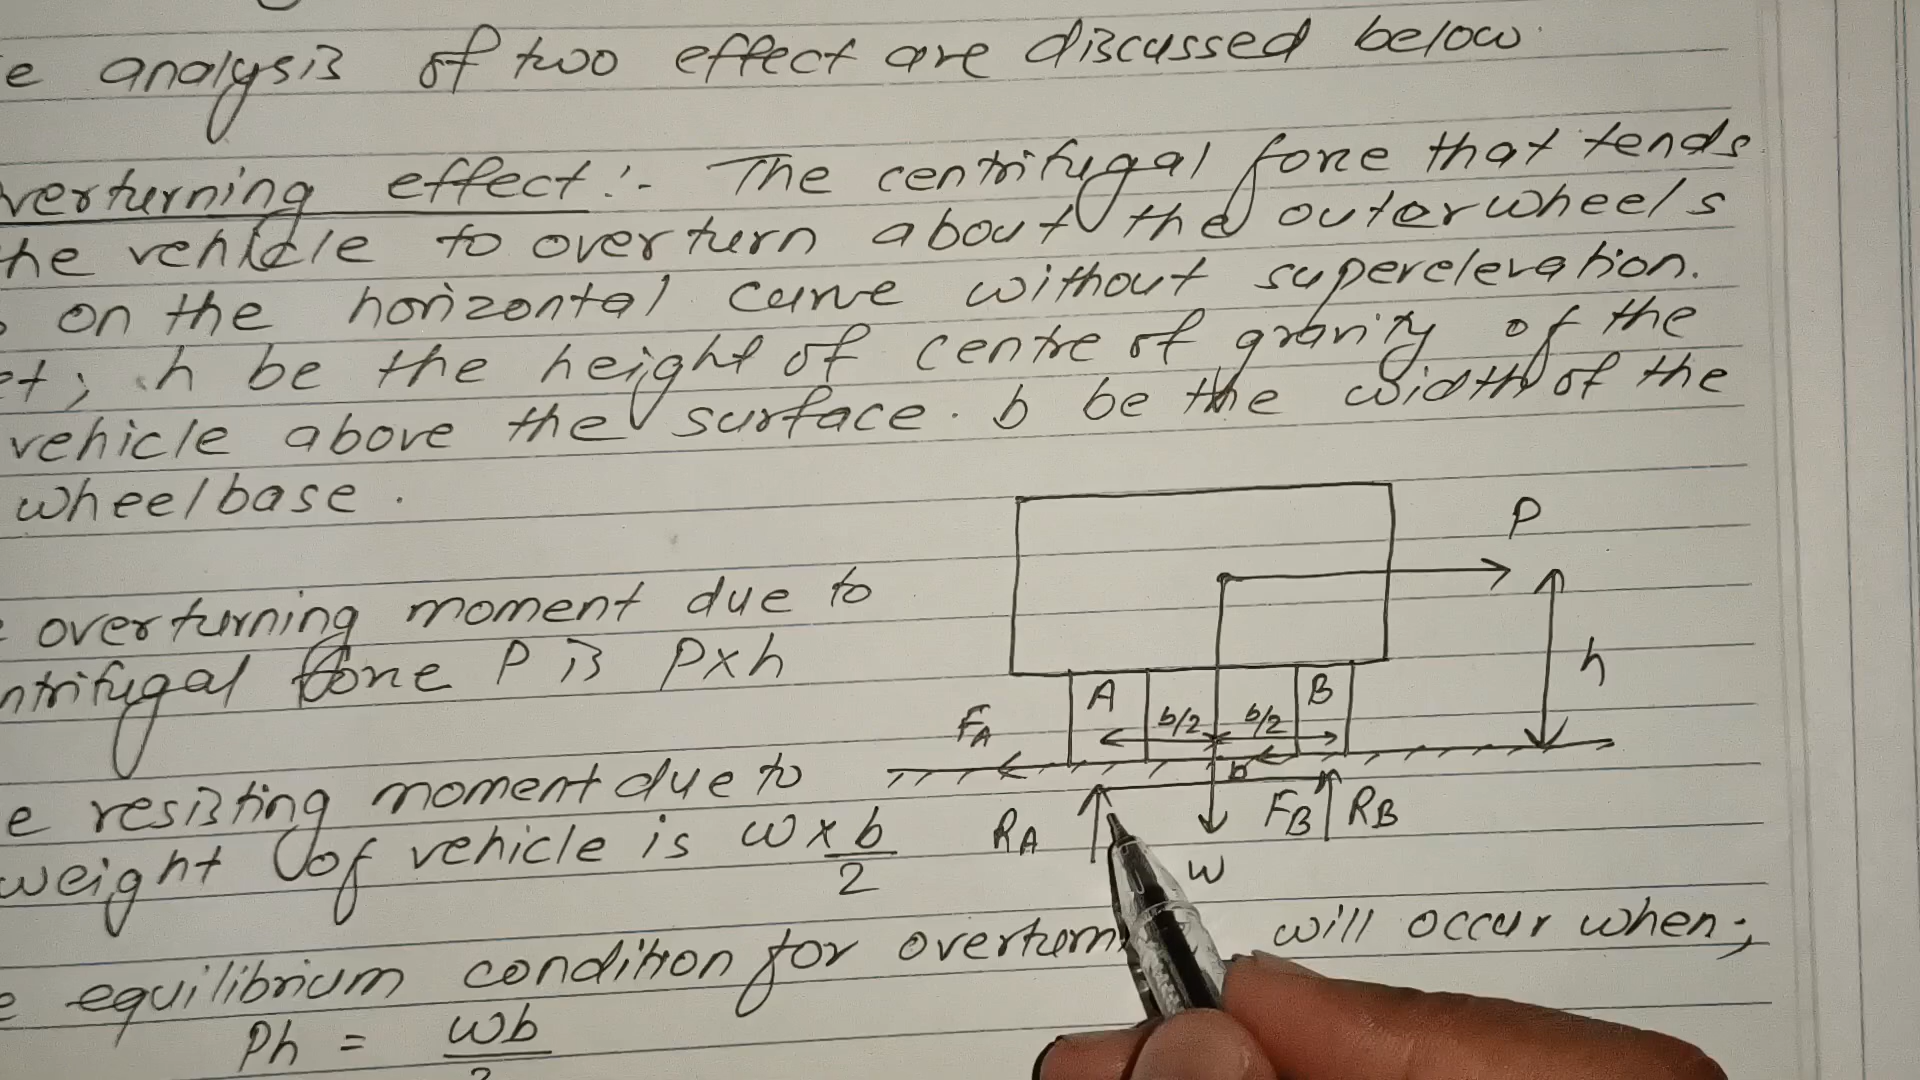 e analysis of two effect are discussed below.
verturning effect :- The centrifugal force that tends
he vehicle to overturn about the outer wheels
on the horizontal curve without superelevation.
et; h be the height of centre of gravity of the
vehicle above the surface. b be the width of the
wheelbase.
P
e overturning moment due to
ntrifugal force P is P×h
h
A B
b/2 b/2
FA
b
e resisting moment due to
weight of vehicle is w × b/2
RA FB RB
W
e equilibrium condition for overturn will occur when;
Ph = wb